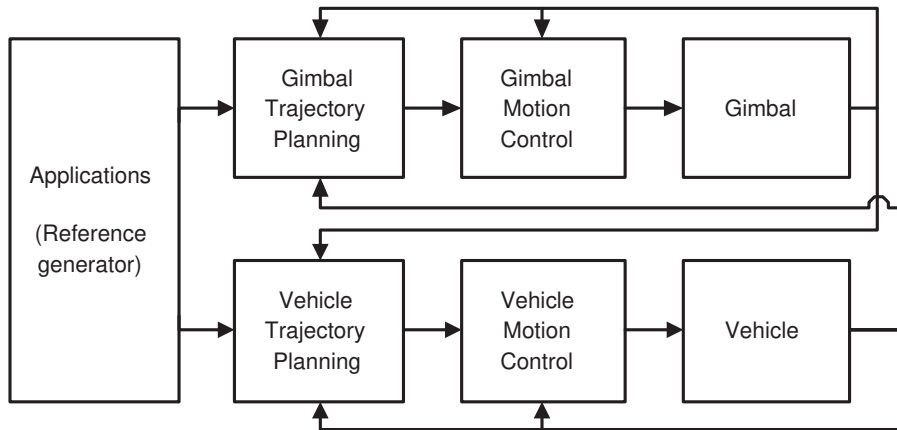 Applications
(Reference
generator)
Gimbal
Trajectory
Planning
Gimbal
Motion
Control
Gimbal
Vehicle
Trajectory
Planning
Vehicle
Motion
Control
Vehicle